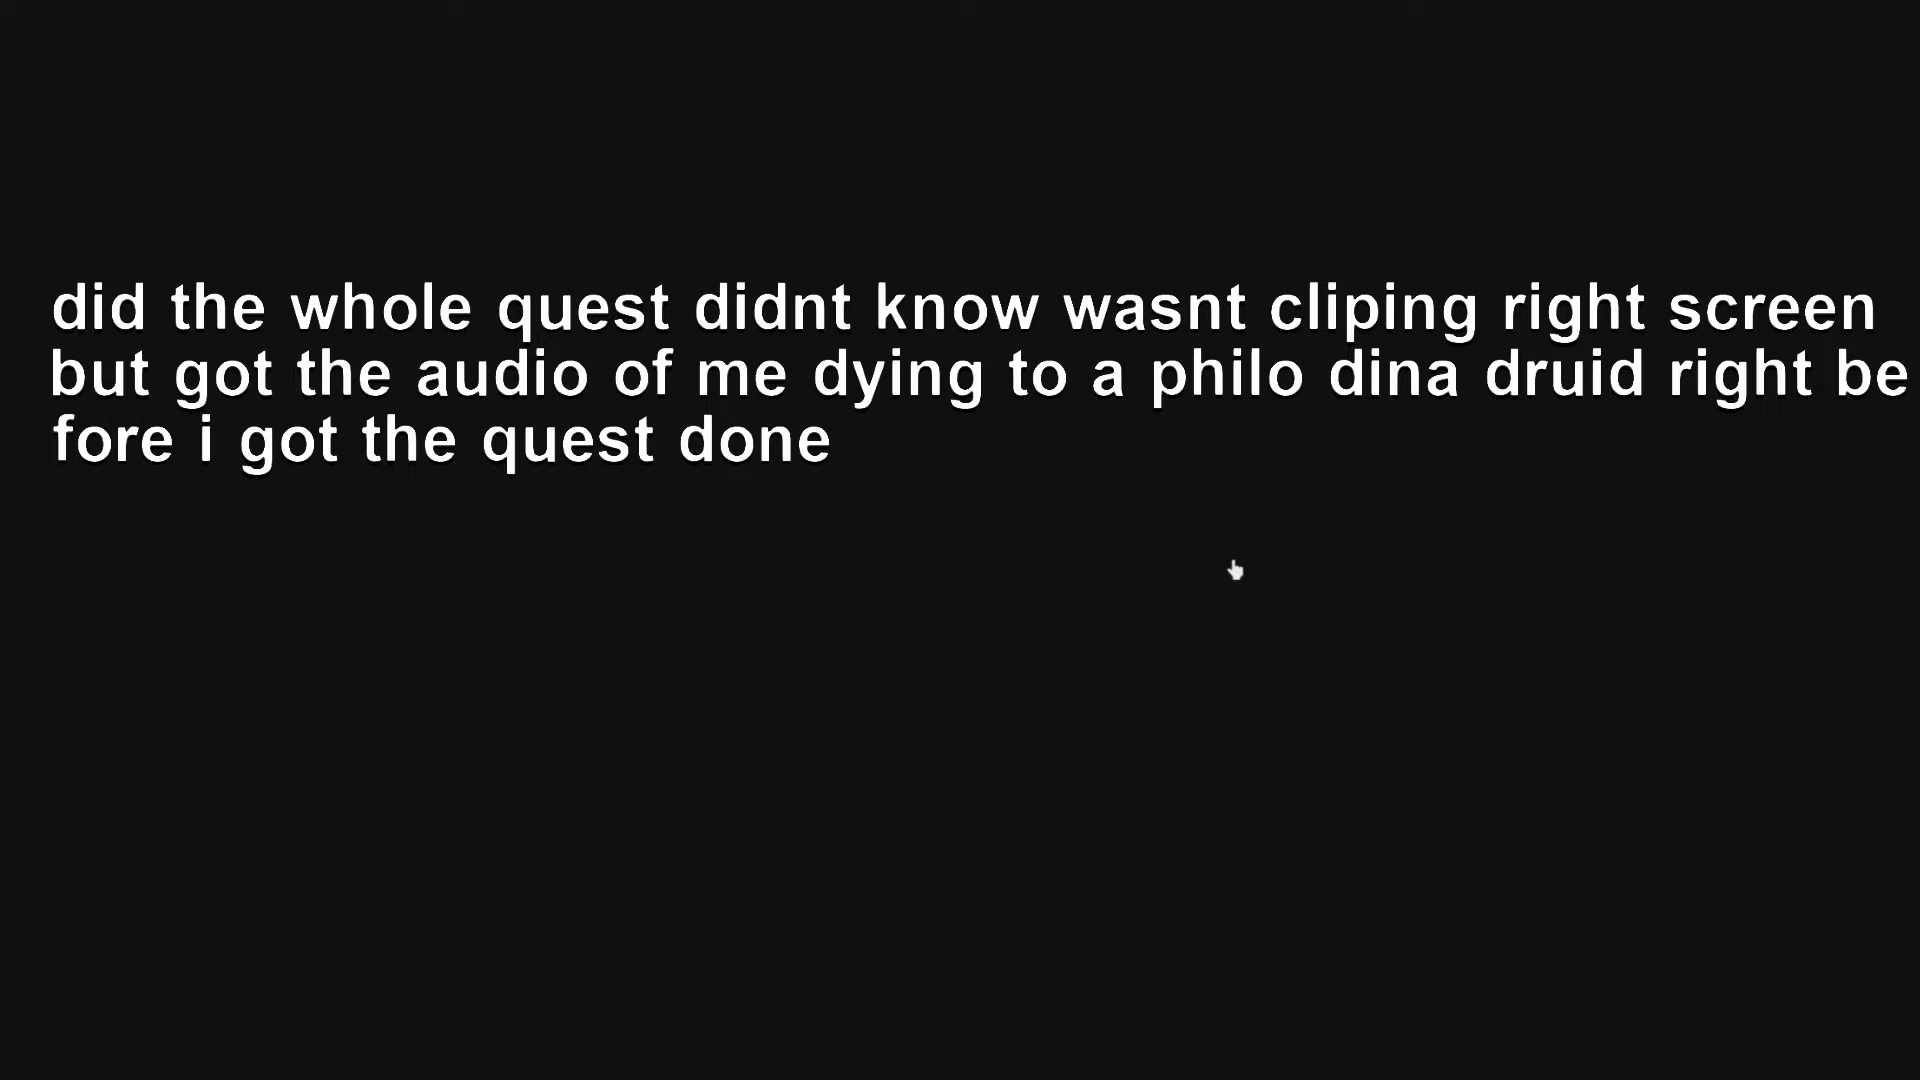 did the whole quest didnt know wasnt cliping right screen
but got the audio of me dying to a philo dina druid right be
fore i got the quest done